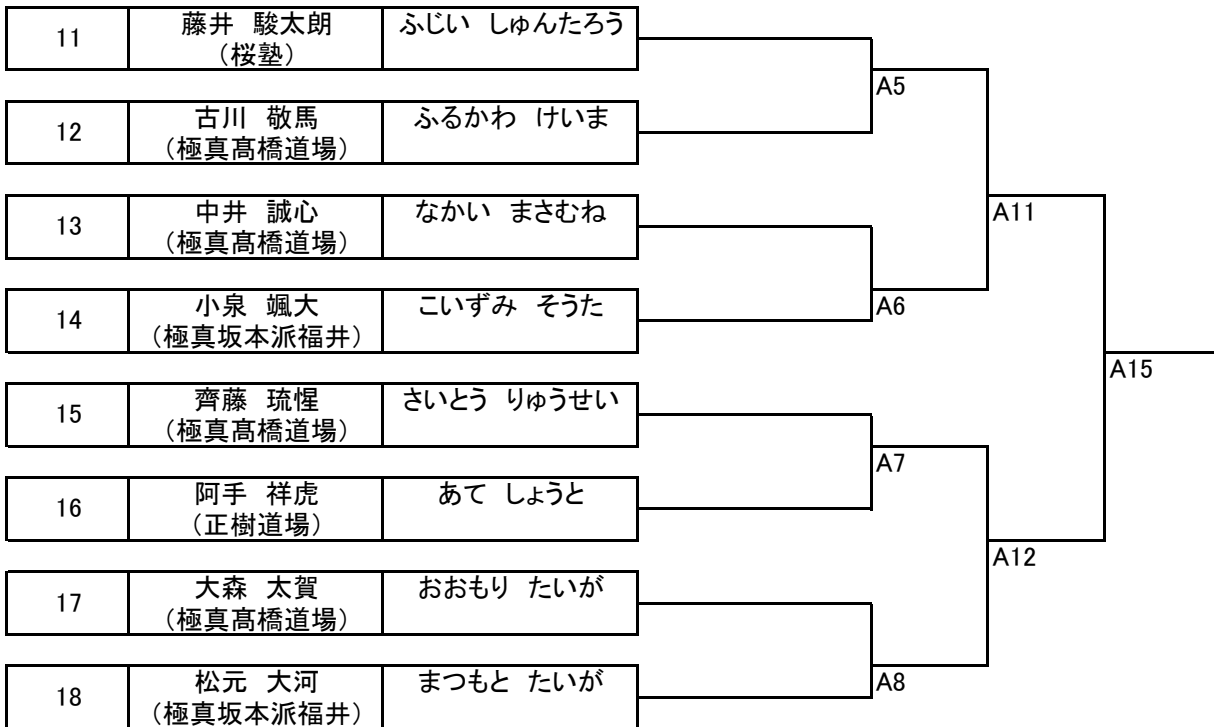 11
藤井 駿太朗
(桜塾)
ふじい しゅんたろう
A5
12
古川 敬馬
(極真髙橋道場)
ふるかわ けいま
13
中井 誠心
(極真髙橋道場)
なかい まさむね
A11
14
小泉 颯大
(極真坂本派福井)
こいずみ そうた
A6
A15
15
齊藤 琉惺
(極真髙橋道場)
さいとう りゅうせい
A7
16
阿手 祥虎
(正樹道場)
あて しょうと
A12
17
大森 太賀
(極真髙橋道場)
おおもり たいが
18
松元 大河
(極真坂本派福井)
まつもと たいが
A8